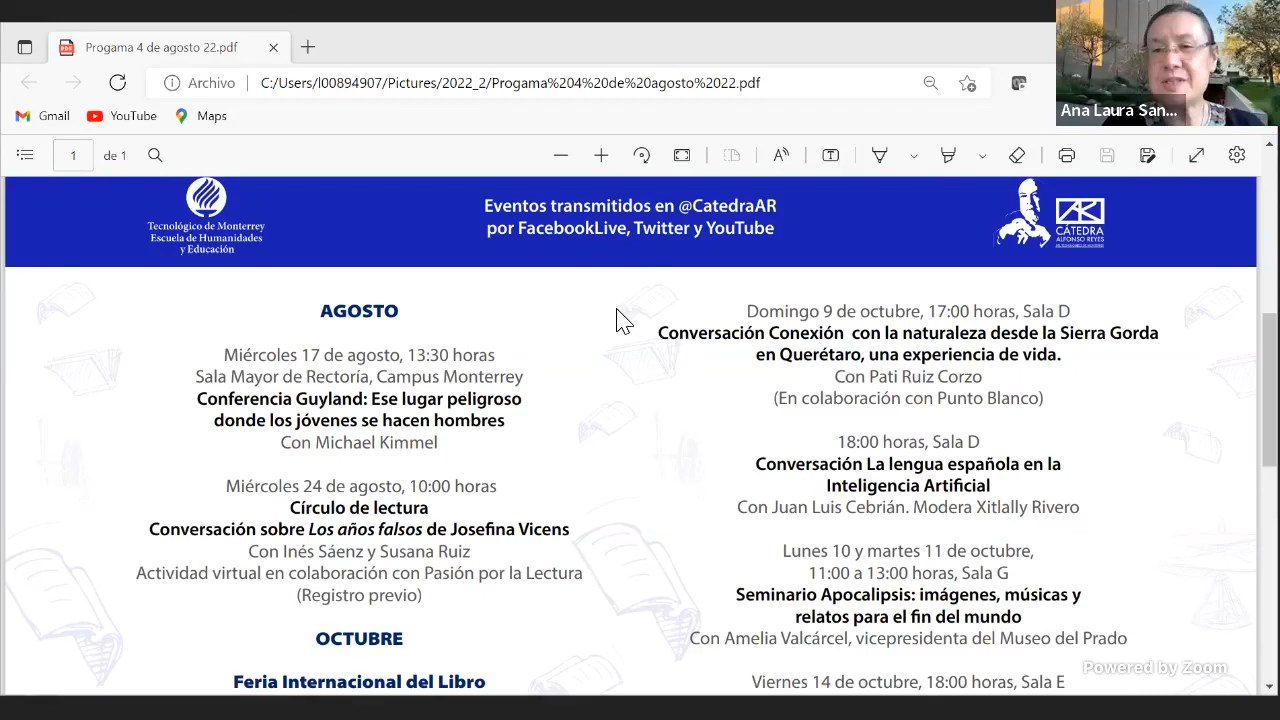 Progama 4 de agosto 22.pdf
Archivo
C:/Users/l00894907/Pictures/2022_2/Progama%204%20de%20agosto%2022.pdf
Gmail
YouTube
Maps
Ana Laura San...
1
de 1
Tecnológico de Monterrey
Escuela de Humanidades
y Educación
Eventos transmitidos en @CatedraAR
por FacebookLive, Twitter y YouTube
CÁTEDRA
ALFONSO REYES
AGOSTO
Miércoles 17 de agosto, 13:30 horas
Sala Mayor de Rectoría, Campus Monterrey
Conferencia Guyland: Ese lugar peligroso
donde los jóvenes se hacen hombres
Con Michael Kimmel
Miércoles 24 de agosto, 10:00 horas
Círculo de lectura
Conversación sobre Los años falsos de Josefina Vicens
Con Inés Sáenz y Susana Ruiz
Actividad virtual en colaboración con Pasión por la Lectura
(Registro previo)
OCTUBRE
Feria Internacional del Libro
Domingo 9 de octubre, 17:00 horas, Sala D
Conversación Conexión con la naturaleza desde la Sierra Gorda
en Querétaro, una experiencia de vida.
Con Pati Ruiz Corzo
(En colaboración con Punto Blanco)
18:00 horas, Sala D
Conversación La lengua española en la
Inteligencia Artificial
Con Juan Luis Cebrián. Modera Xitlally Rivero
Lunes 10 y martes 11 de octubre,
11:00 a 13:00 horas, Sala G
Seminario Apocalipsis: imágenes, músicas y
relatos para el fin del mundo
Con Amelia Valcárcel, vicepresidenta del Museo del Prado
Viernes 14 de octubre, 18:00 horas, Sala E
Powered by Zoom